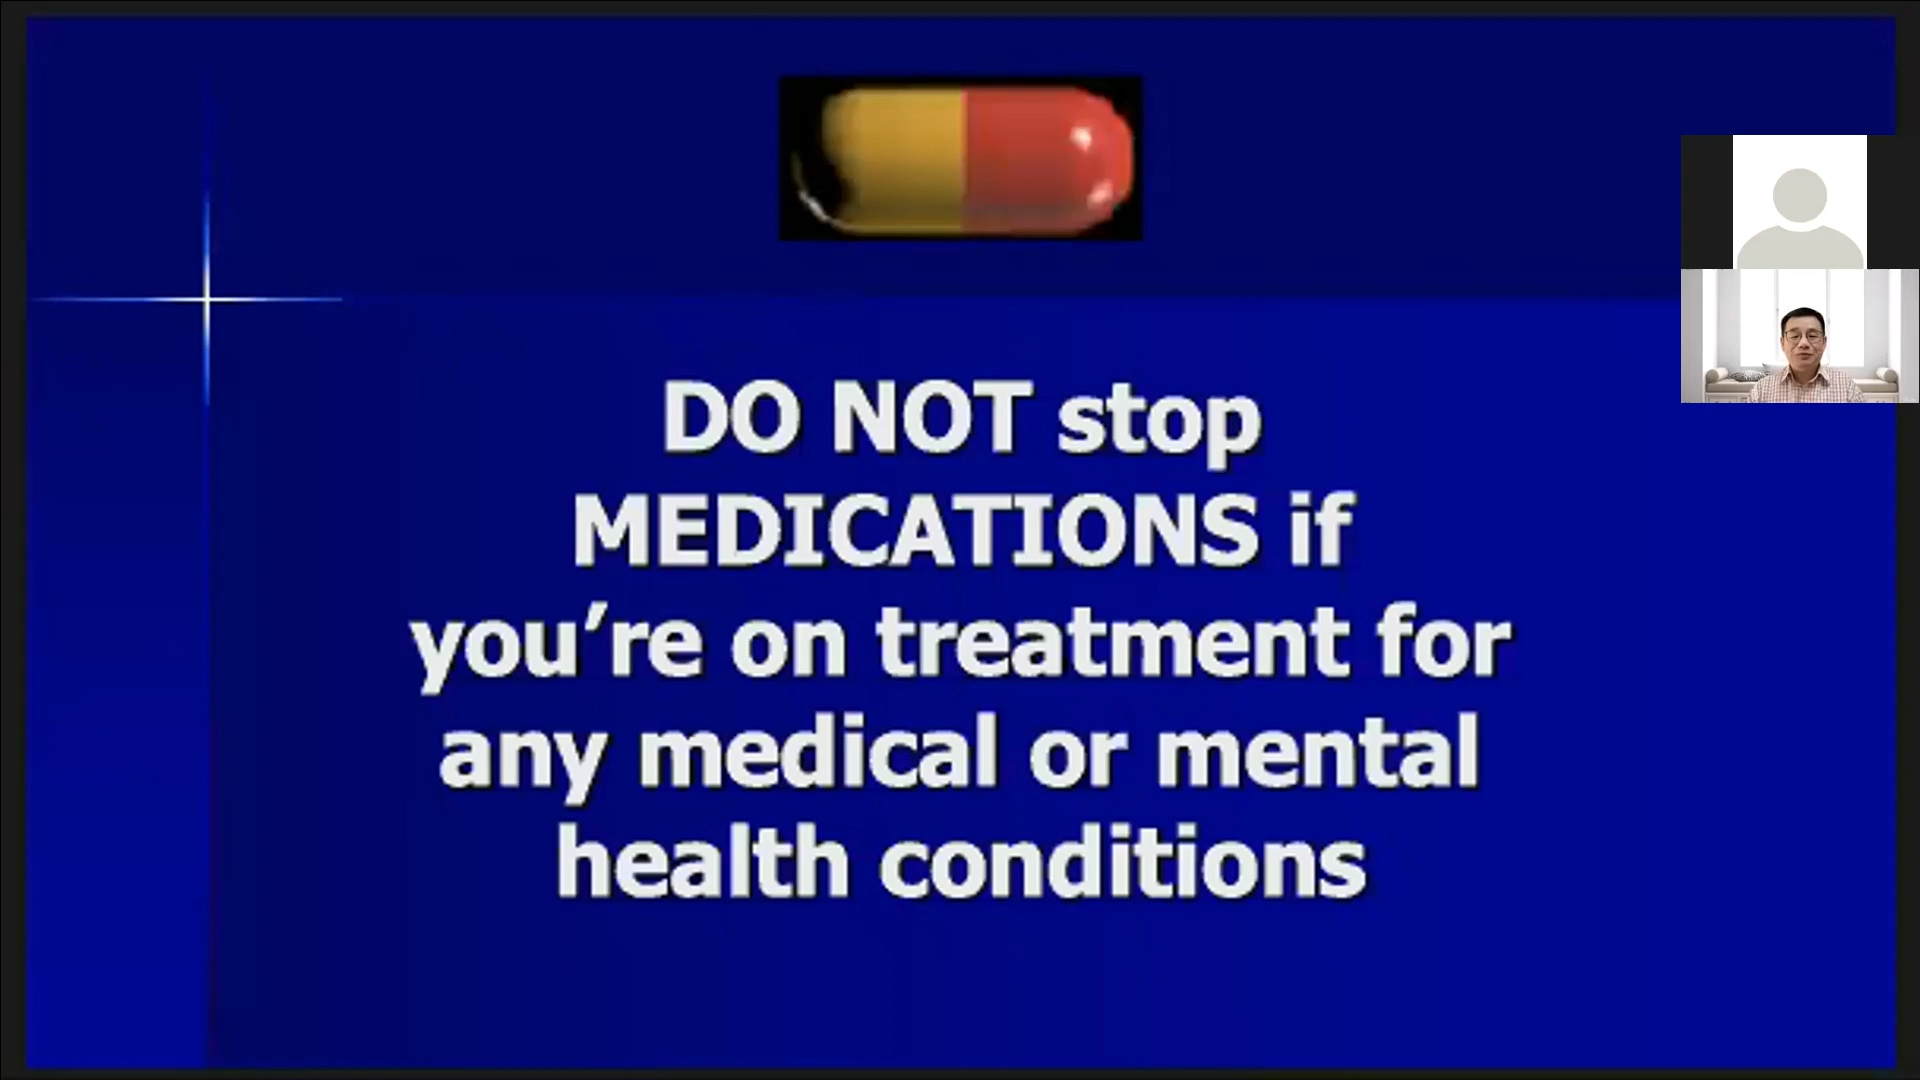 DO NOT stop
MEDICATIONS if
you’re on treatment for
any medical or mental
health conditions